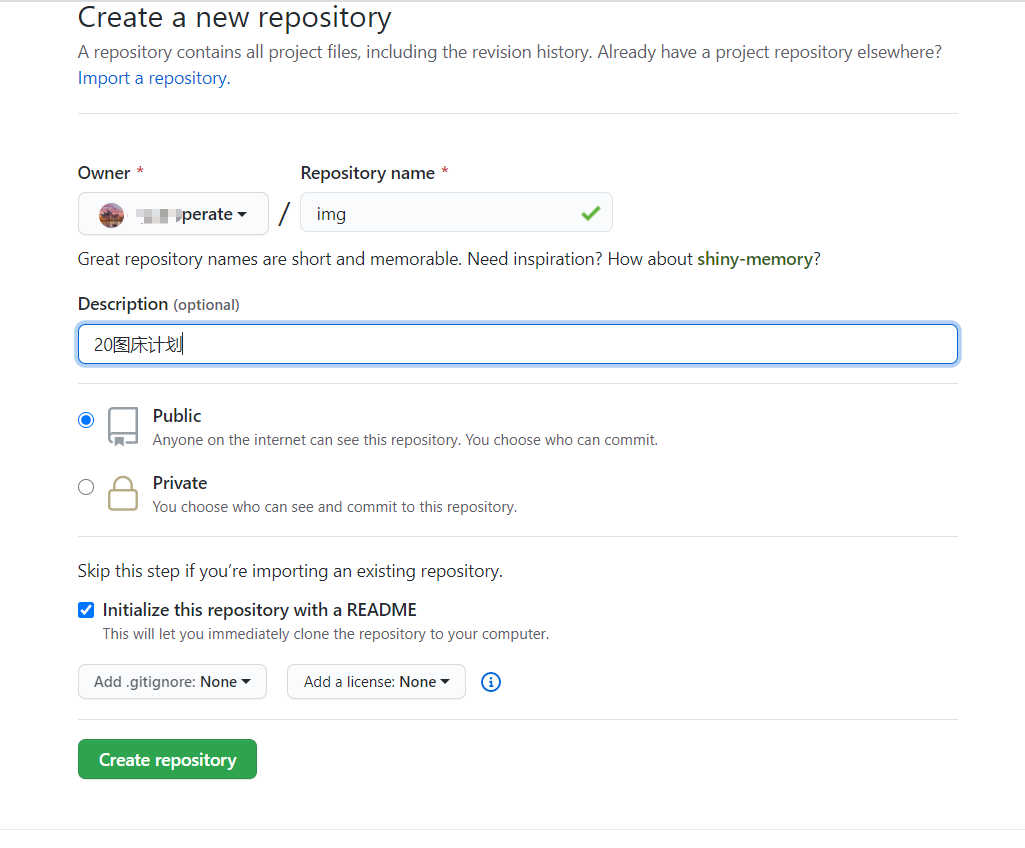 Create a new repository
A repository contains all project files, including the revision history. Already have a project repository elsewhere?
Import a repository.
Owner *
Repository name *
perate
/
img
Great repository names are short and memorable. Need inspiration? How about shiny-memory?
Description (optional)
20图床计划
Public
Anyone on the internet can see this repository. You choose who can commit.
Private
You choose who can see and commit to this repository.
Skip this step if you’re importing an existing repository.
Initialize this repository with a README
This will let you immediately clone the repository to your computer.
Add .gitignore: None
Add a license: None
Create repository